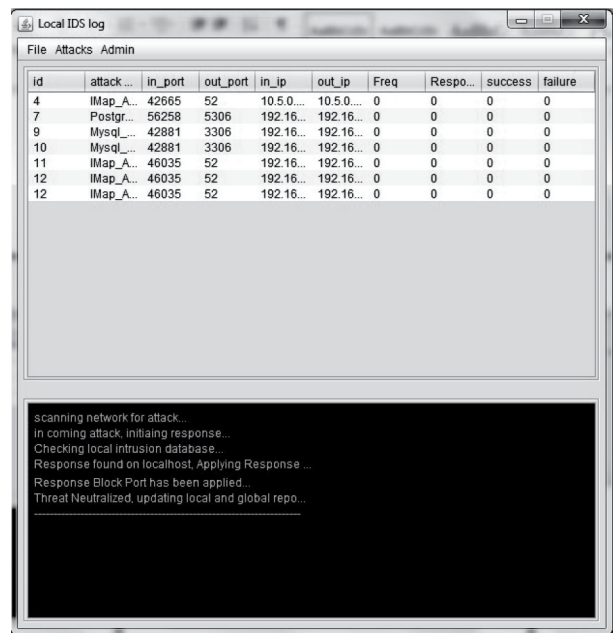 Local IDS log
File Attacks Admin
id attack ... in_port out_port in_ip out_ip Freq Respo... success failure
4 IMap_A... 42665 52 10.5.0.... 10.5.0.... 0 0 0 0
7 Postgr... 56258 5306 192.16... 192.16... 0 0 0 0
9 Mysql_... 42881 3306 192.16... 192.16... 0 0 0 0
10 Mysql_... 42881 3306 192.16... 192.16... 0 0 0 0
11 IMap_A... 46035 52 192.16... 192.16... 0 0 0 0
12 IMap_A... 46035 52 192.16... 192.16... 0 0 0 0
12 IMap_A... 46035 52 192.16... 192.16... 0 0 0 0
scanning network for attack...
in coming attack, initiaing response...
Checking local intrusion database...
Response found on localhost, Applying Response ...
Response Block Port has been applied...
Threat Neutralized, updating local and global repo...